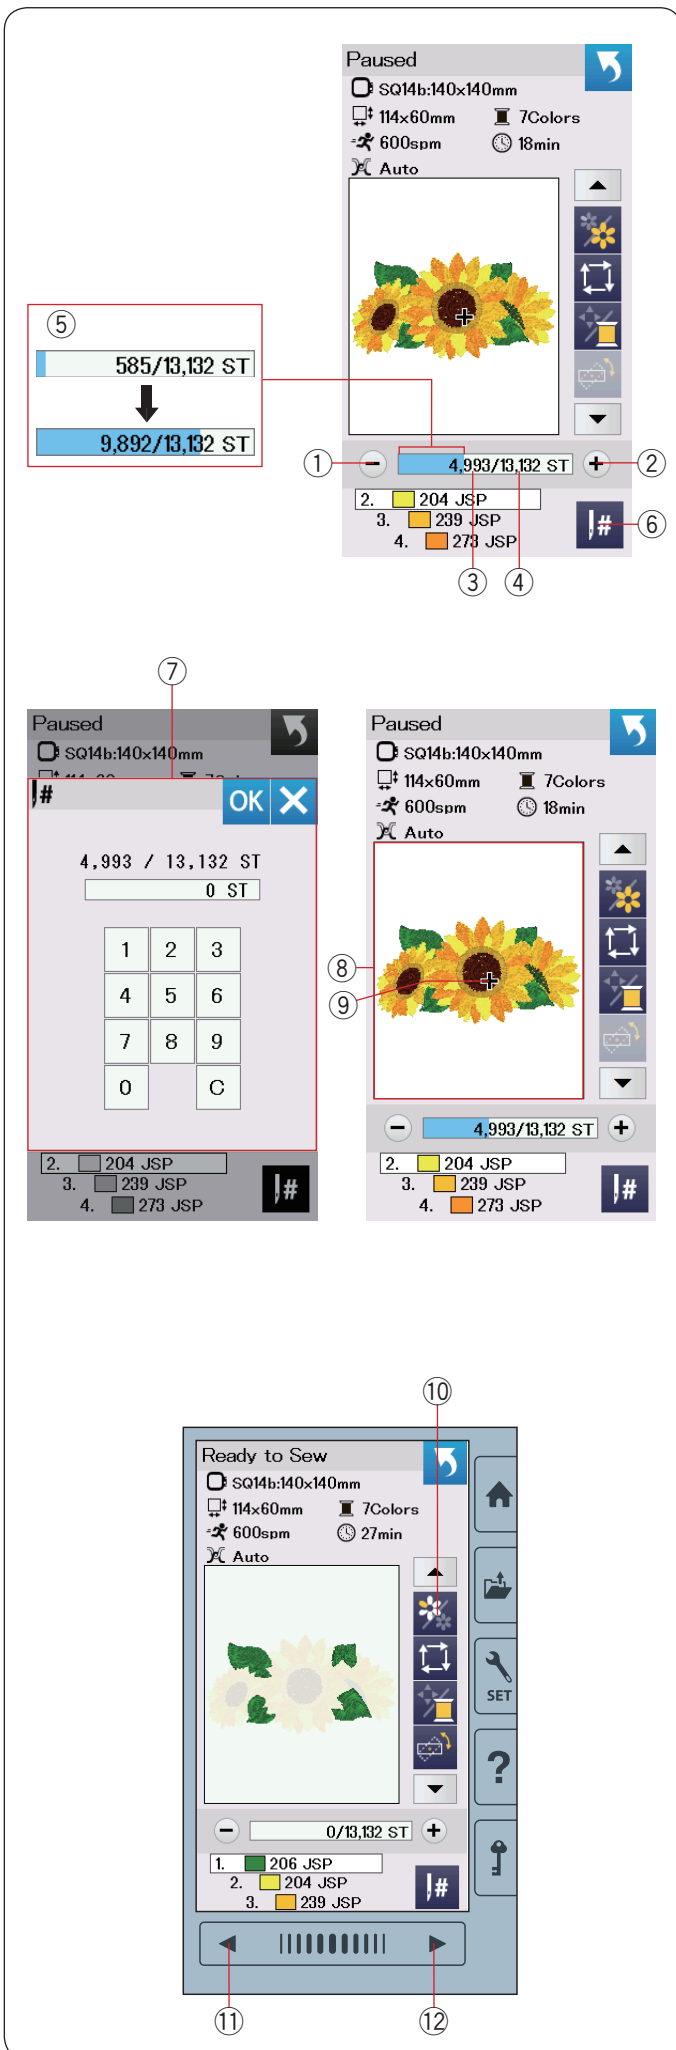 Paused
SQ14b:140x140mm
114x60mm 7Colors
600spm 18min
Auto
⑤
585/13,132 ST
9,892/13,132 ST
① − 4,993/13,132 ST + ②
2. 204 JSP
3. 239 JSP
4. 273 JSP
# ⑥
③ ④
⑦
Paused
SQ14b:140x140mm
#
OK
4,993 / 13,132 ST
0 ST
1 2 3
4 5 6
7 8 9
0 C
2. 204 JSP
3. 239 JSP
4. 273 JSP
#
Paused
SQ14b:140x140mm
114x60mm 7Colors
600spm 18min
Auto
⑧
⑨
− 4,993/13,132 ST +
2. 204 JSP
3. 239 JSP
4. 273 JSP
#
⑩
Ready to Sew
SQ14b:140x140mm
114x60mm 7Colors
600spm 27min
Auto
SET
?
− 0/13,132 ST +
1. 206 JSP
2. 204 JSP
3. 239 JSP
#
⑪ ⑫